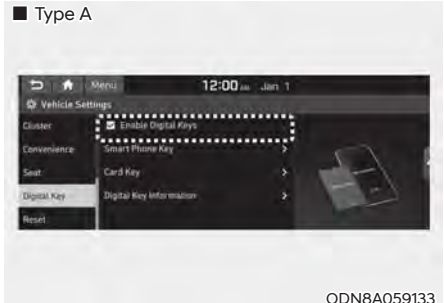 ■ Type A
Menu 12:00 AM Jan 1
Vehicle Settings
Cluster
Enable Digital Keys
Convenience
Smart Phone Key
Seat
Card Key
Digital Key
Digital Key Information
Reset
ODN8A059133